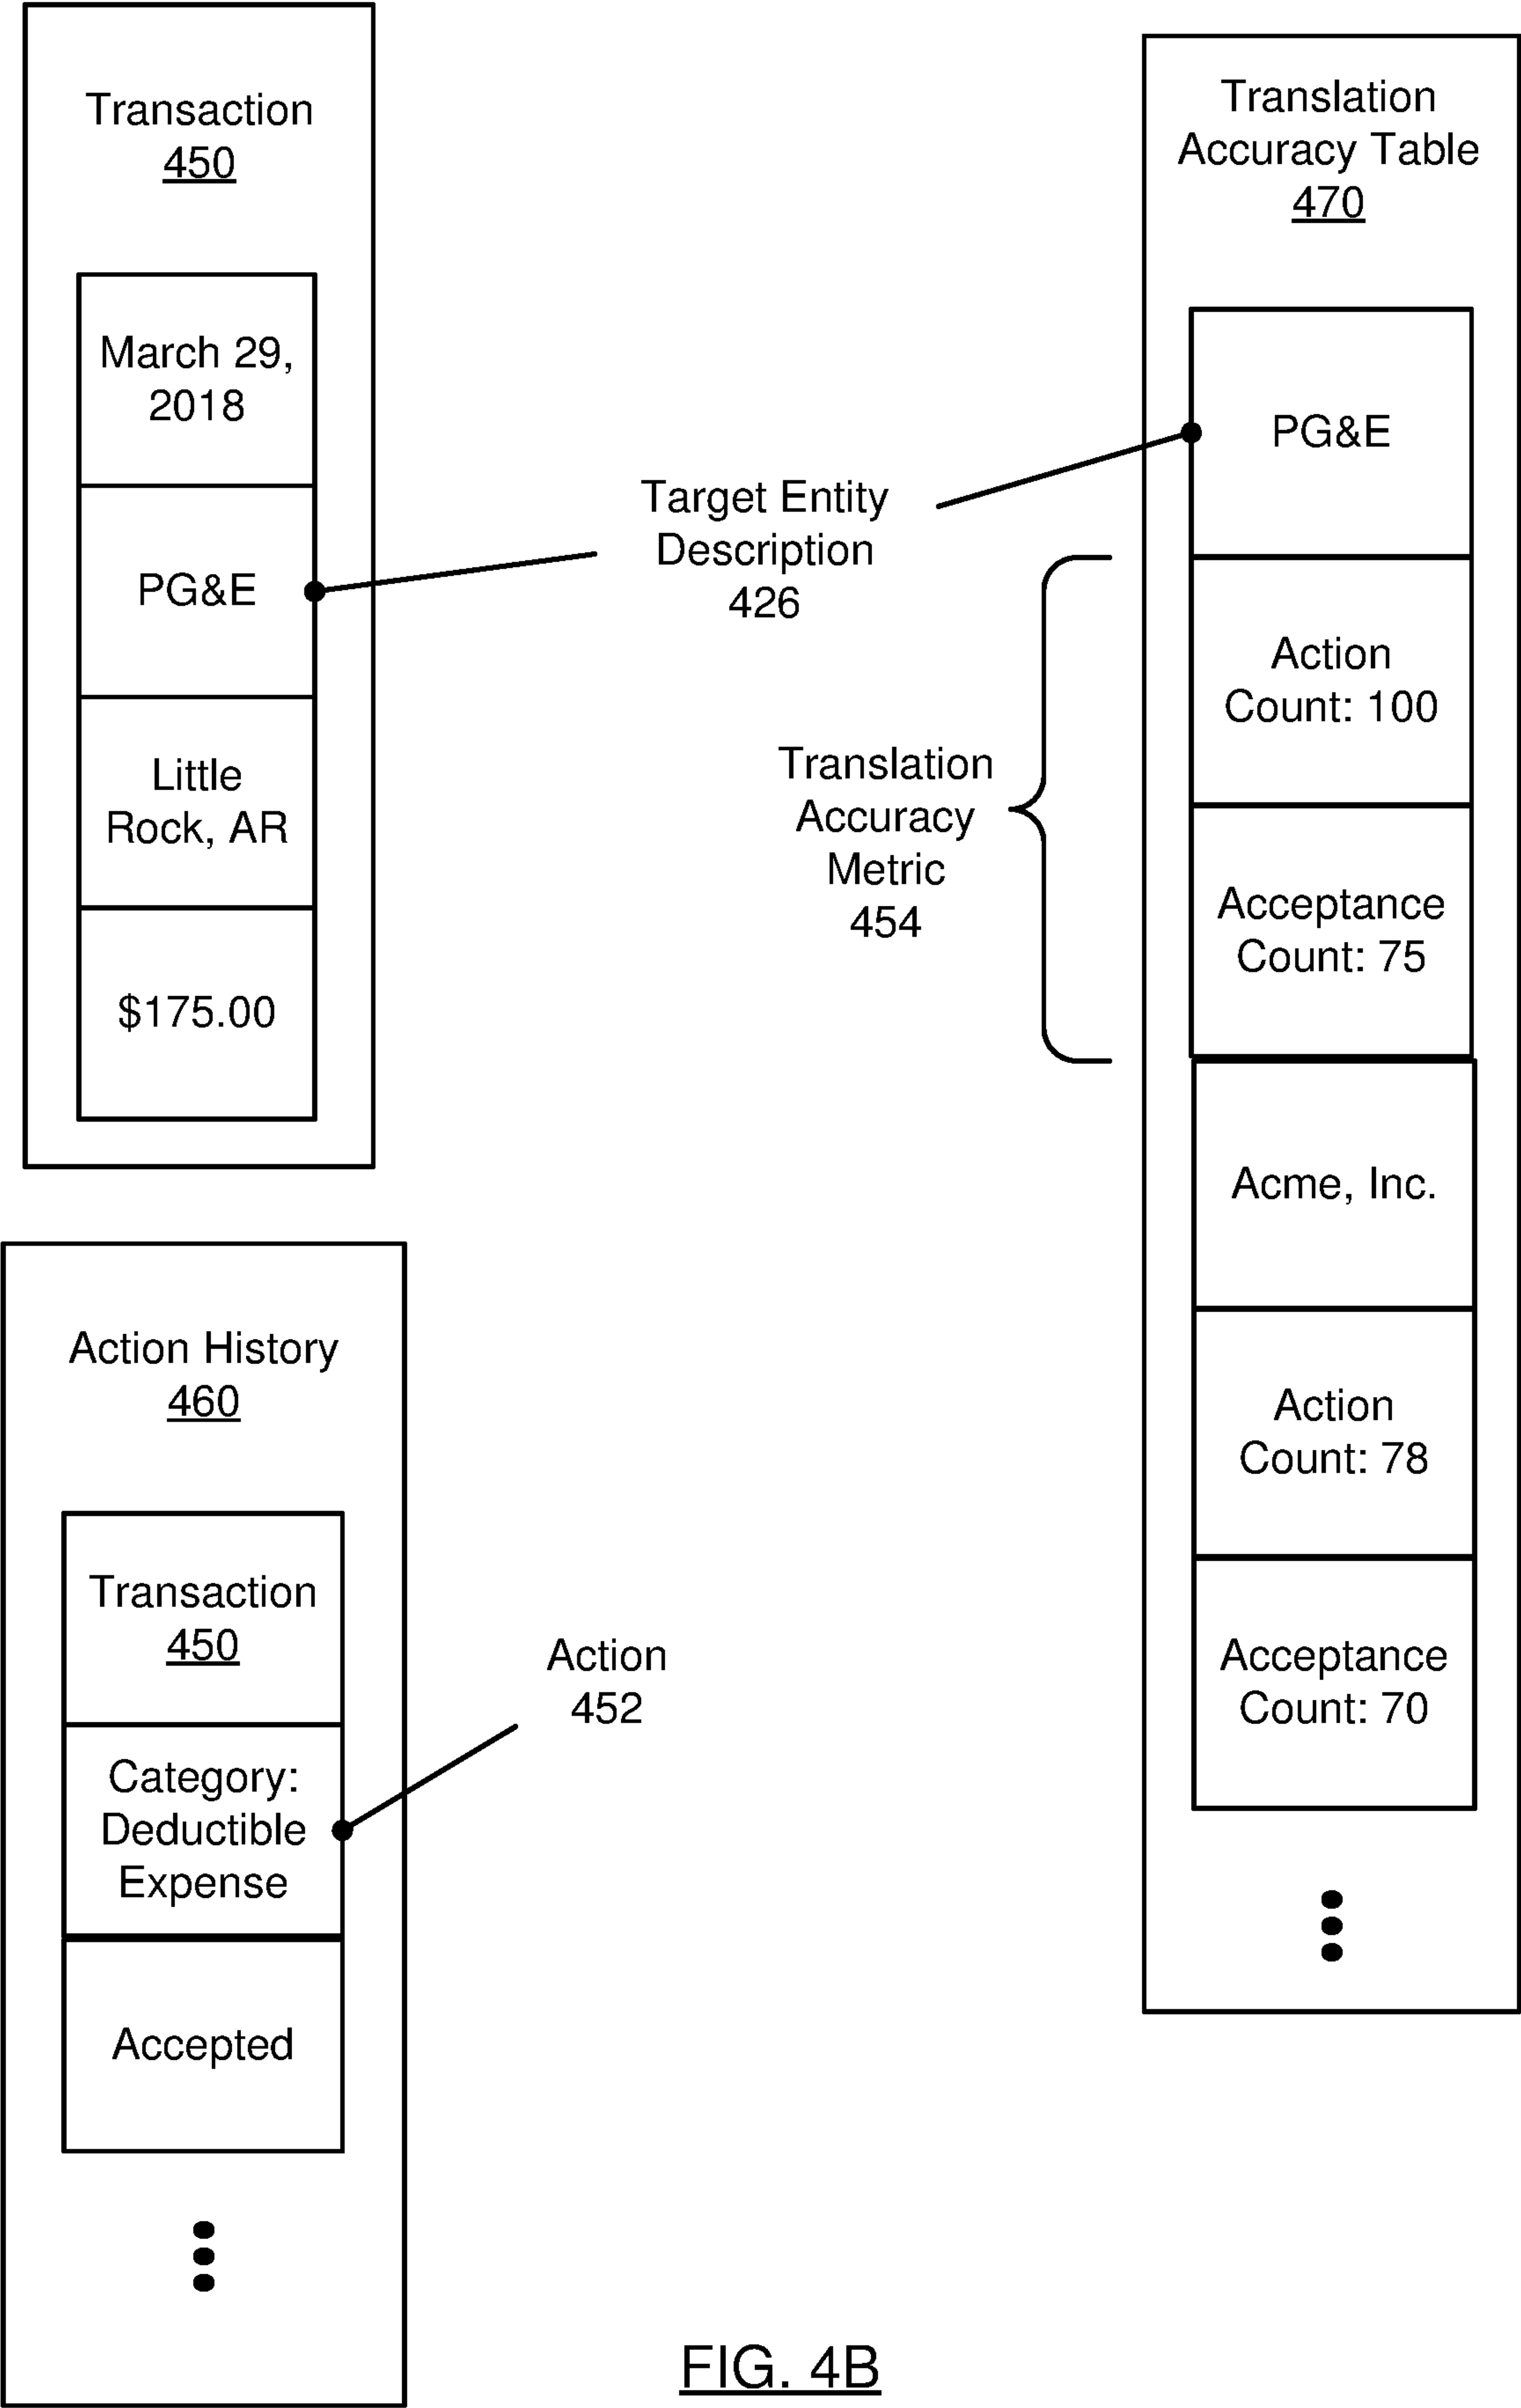 Transaction
450
March 29,
2018
PG&E
Little
Rock, AR
$175.00
Target Entity
Description
426
Translation
Accuracy
Metric
454
Translation
Accuracy Table
470
PG&E
Action
Count: 100
Acceptance
Count: 75
Acme, Inc.
Action
Count: 78
Acceptance
Count: 70
Action History
460
Transaction
450
Category:
Deductible
Expense
Accepted
Action
452
FIG. 4B